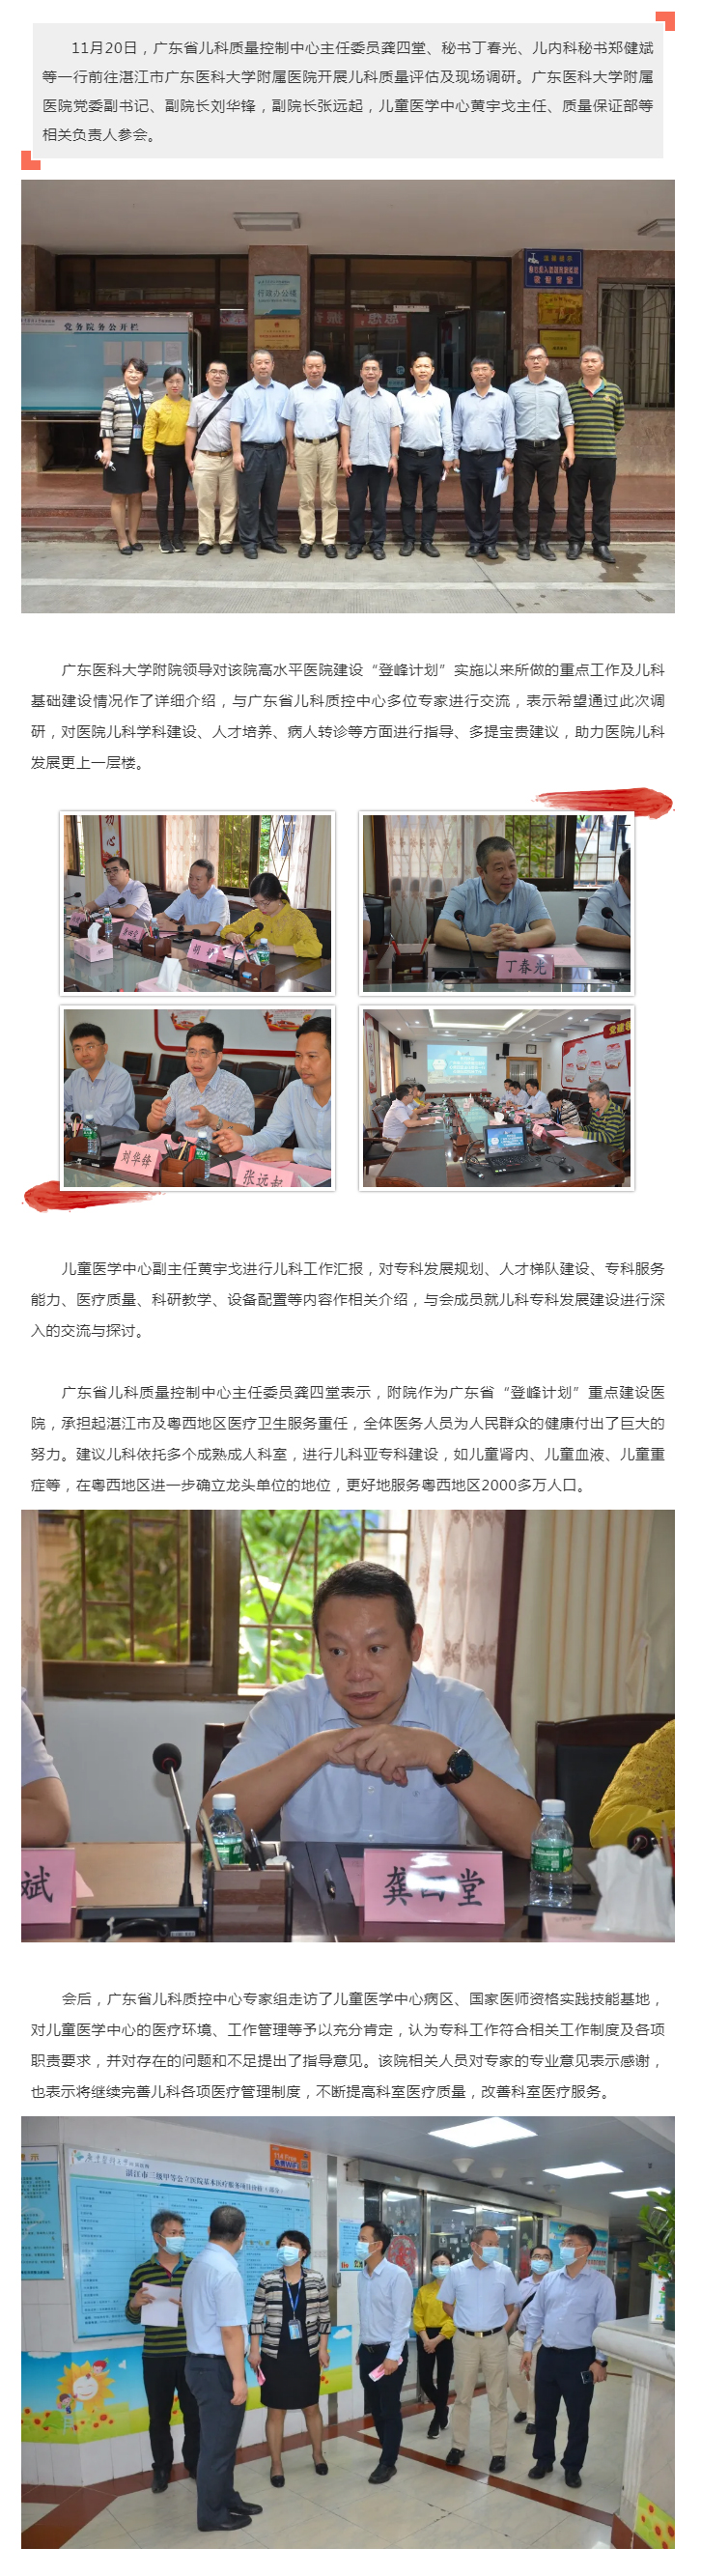 11月20日，广东省儿科质量控制中心主任委员龚四堂、秘书丁春光、儿内科秘书郑健斌
等一行前往湛江市广东医科大学附属医院开展儿科质量评估及现场调研。广东医科大学附属
医院党委副书记、副院长刘华锋，副院长张远起，儿童医学中心黄宇戈主任、质量保证部等
相关负责人参会。
行政办公楼
党务院务公开栏
广东医科大学附院领导对该院高水平医院建设“登峰计划”实施以来所做的重点工作及儿科
基础建设情况作了详细介绍，与广东省儿科质控中心多位专家进行交流，表示希望通过此次调
研，对医院儿科学科建设、人才培养、病人转诊等方面进行指导、多提宝贵建议，助力医院儿科
发展更上一层楼。
初心
龚四堂
胡
丁春光
刘华锋
张远起
党建
儿童医学中心副主任黄宇戈进行儿科工作汇报，对专科发展规划、人才梯队建设、专科服务
能力、医疗质量、科研教学、设备配置等内容作相关介绍，与会成员就儿科专科发展建设进行深
入的交流与探讨。
广东省儿科质量控制中心主任委员龚四堂表示，附院作为广东省“登峰计划”重点建设医
院，承担起湛江市及粤西地区医疗卫生服务重任，全体医务人员为人民群众的健康付出了巨大的
努力。建议儿科依托多个成熟成人科室，进行儿科亚专科建设，如儿童肾内、儿童血液、儿童重
症等，在粤西地区进一步确立龙头单位的地位，更好地服务粤西地区2000多万人口。
斌
龚四堂
会后，广东省儿科质控中心专家组走访了儿童医学中心病区、国家医师资格实践技能基地，
对儿童医学中心的医疗环境、工作管理等予以充分肯定，认为专科工作符合相关工作制度及各项
职责要求，并对存在的问题和不足提出了指导意见。该院相关人员对专家的专业意见表示感谢，
也表示将继续完善儿科各项医疗管理制度，不断提高科室医疗质量，改善科室医疗服务。
湛江市三级甲等公立医院基本医疗服务项目价格